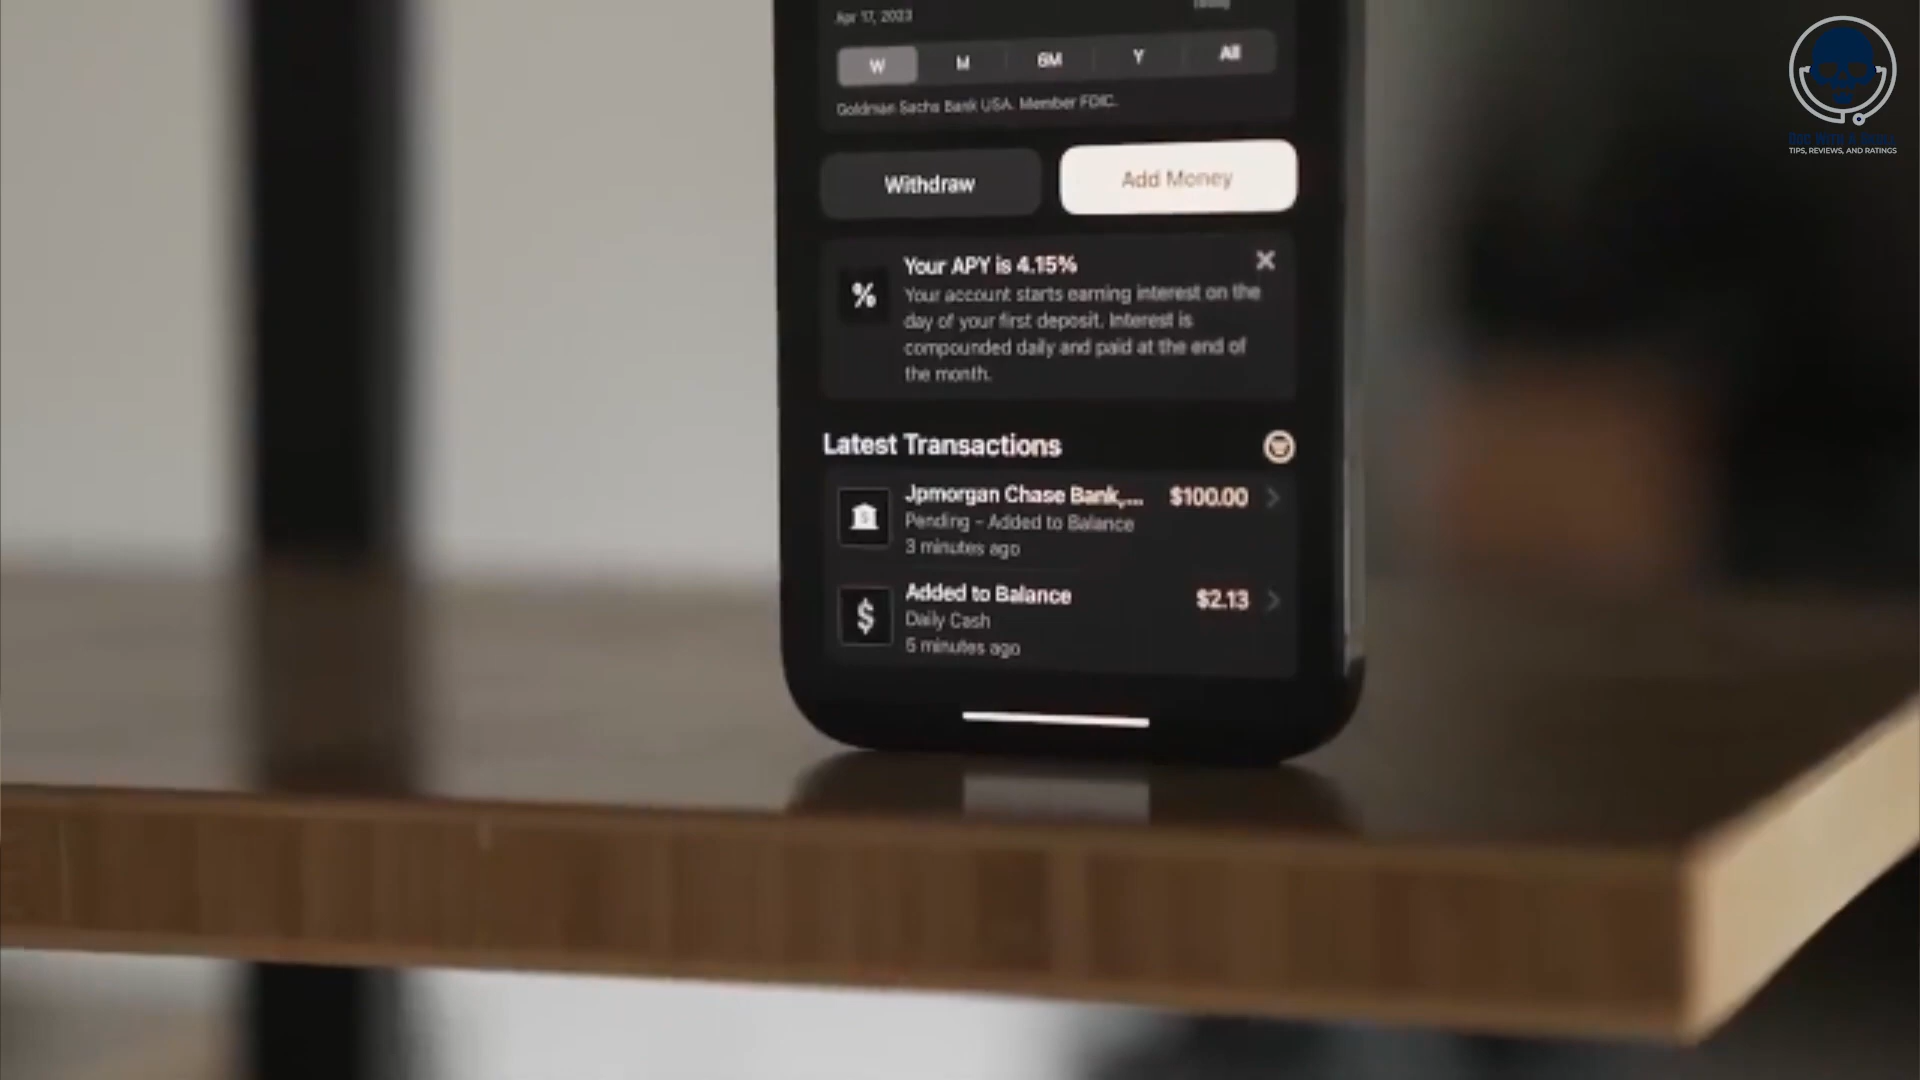 Apr 17, 2023
Today
W M 6M Y All
Goldman Sachs Bank USA. Member FDIC.
Withdraw
Add Money
Your APY is 4.15%
Your account starts earning interest on the
day of your first deposit. Interest is
compounded daily and paid at the end of
the month.
Latest Transactions
Jpmorgan Chase Bank,... $100.00
Pending - Added to Balance
3 minutes ago
Added to Balance $2.13
Daily Cash
5 minutes ago
TIPS, REVIEWS, AND RATINGS